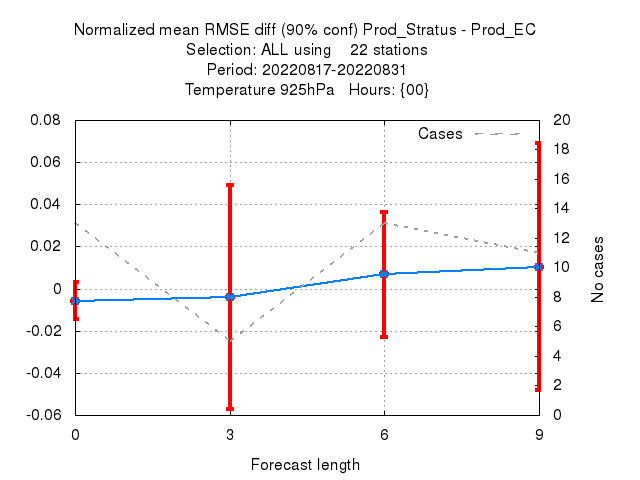 Normalized mean RMSE diff (90% conf) Prod_Stratus - Prod_EC
Selection: ALL using    22 stations
Period: 20220817-20220831
Temperature 925hPa   Hours: {00}
Cases
0.08
0.06
0.04
0.02
0
-0.02
-0.04
-0.06
20
18
16
14
12
10
8
6
4
2
0
No cases
0 3 6 9
Forecast length